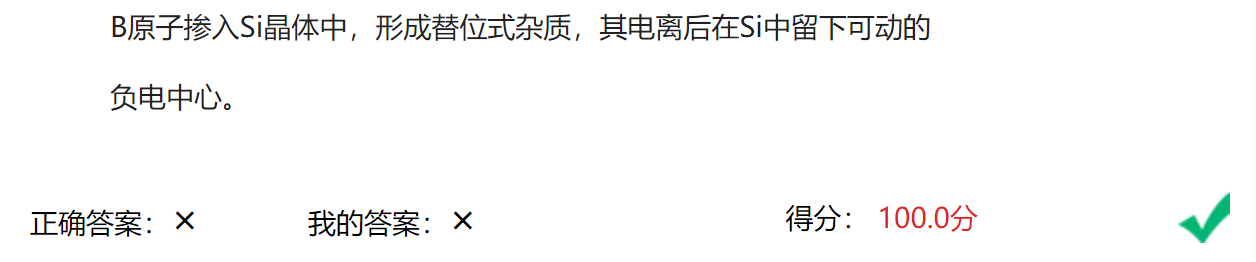 B原子掺入Si晶体中，形成替位式杂质，其电离后在Si中留下可动的
负电中心。
正确答案：× 我的答案：× 得分： 100.0分